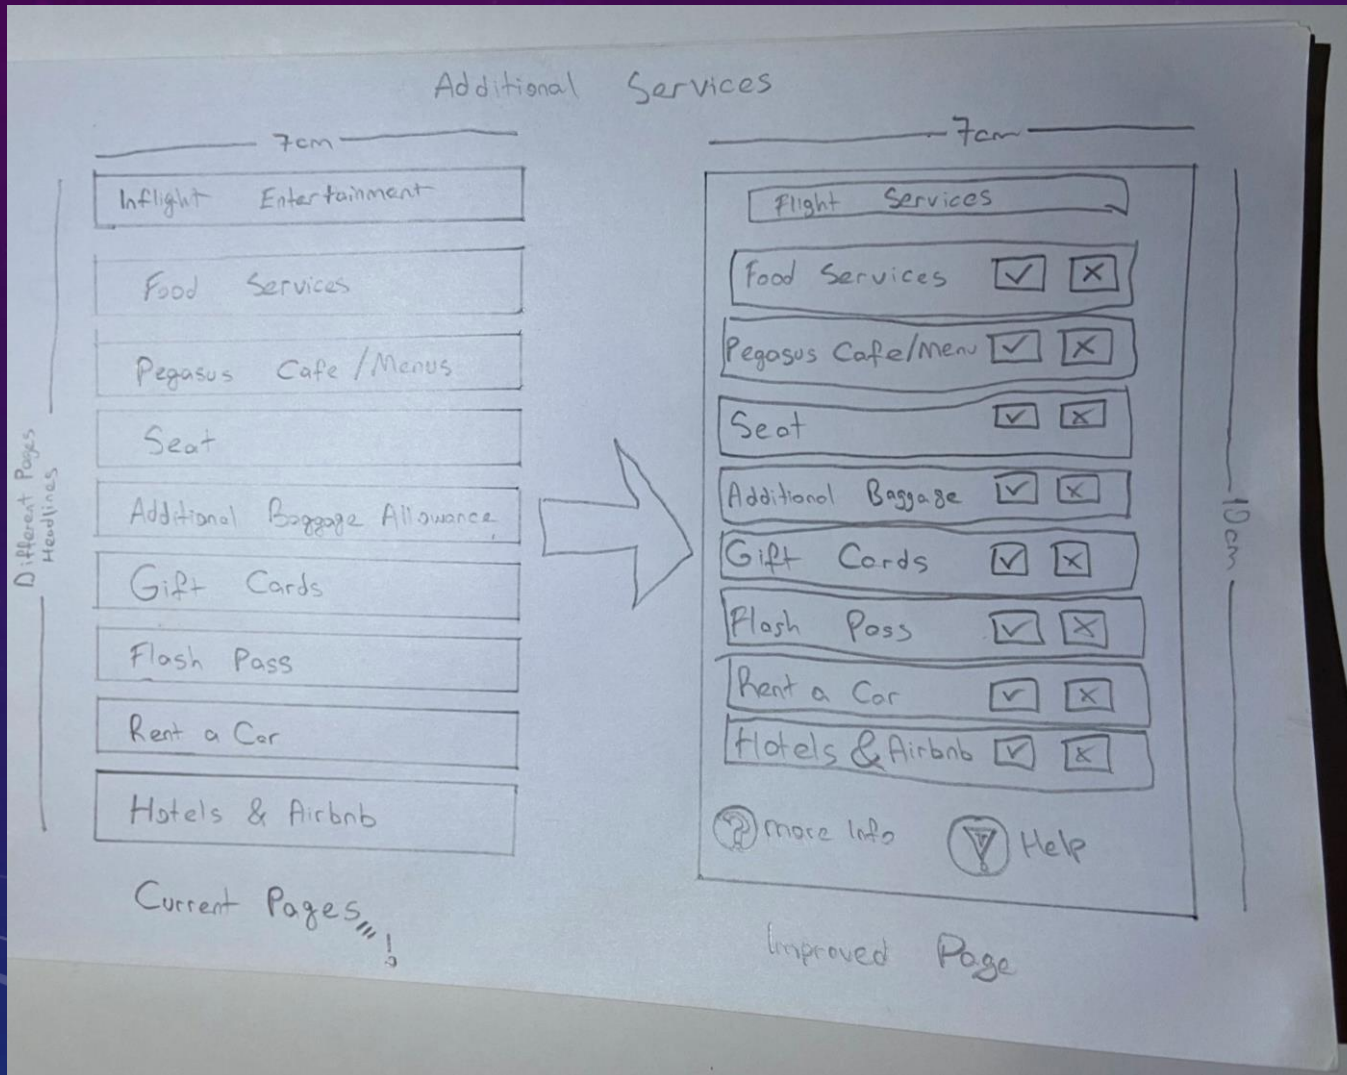 Additional Services
7cm
Inflight Entertainment
Food Services
Pegasus Cafe/Menus
Seat
Additional Baggage Allowance
Gift Cards
Flash Pass
Rent a Car
Hotels & Airbnb
Different Pages
Headlines
Current Pages,,, !
7cm
Flight Services
Food Services
Pegasus Cafe/Menu
Seat
Additional Baggage
Gift Cards
Flash Pass
Rent a Car
Hotels & Airbnb
? more Info
Help
10cm
Improved Page